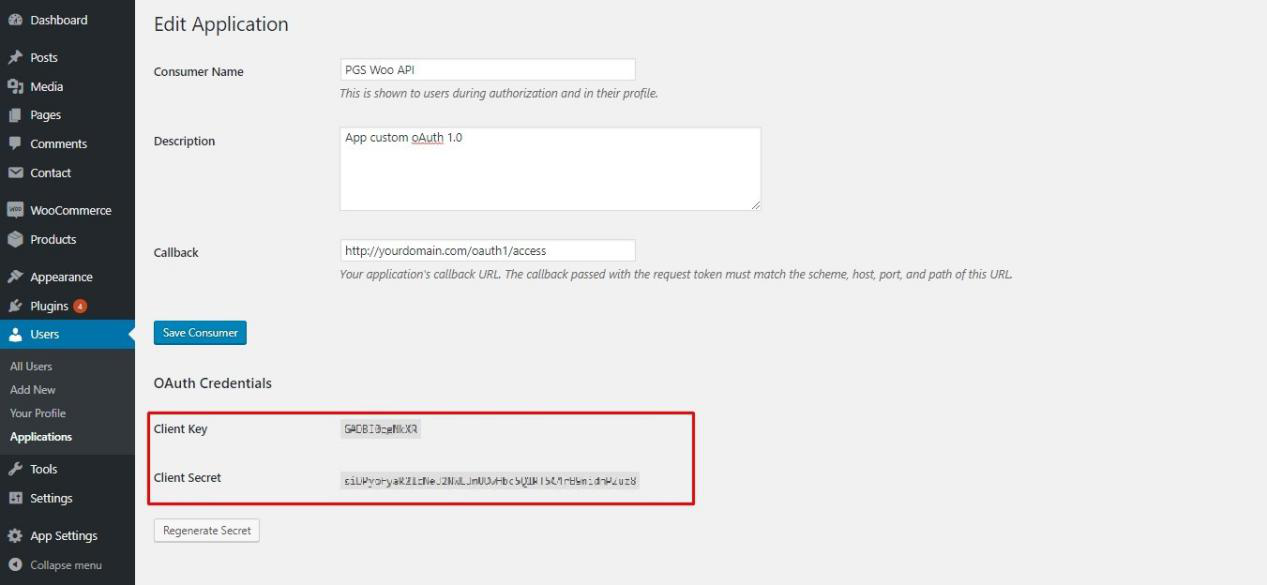 Dashboard
Posts
Media
Pages
Comments
Contact
WooCommerce
Products
Appearance
Plugins 4
Users
All Users
Add New
Your Profile
Applications
Tools
Settings
App Settings
Collapse menu
Edit Application
Consumer Name
PGS Woo API
This is shown to users during authorization and in their profile.
Description
App custom oAuth 1.0
Callback
http://yourdomain.com/oauth1/access
Your application's callback URL. The callback passed with the request token must match the scheme, host, port, and path of this URL.
Save Consumer
OAuth Credentials
Client Key
Client Secret
Regenerate Secret